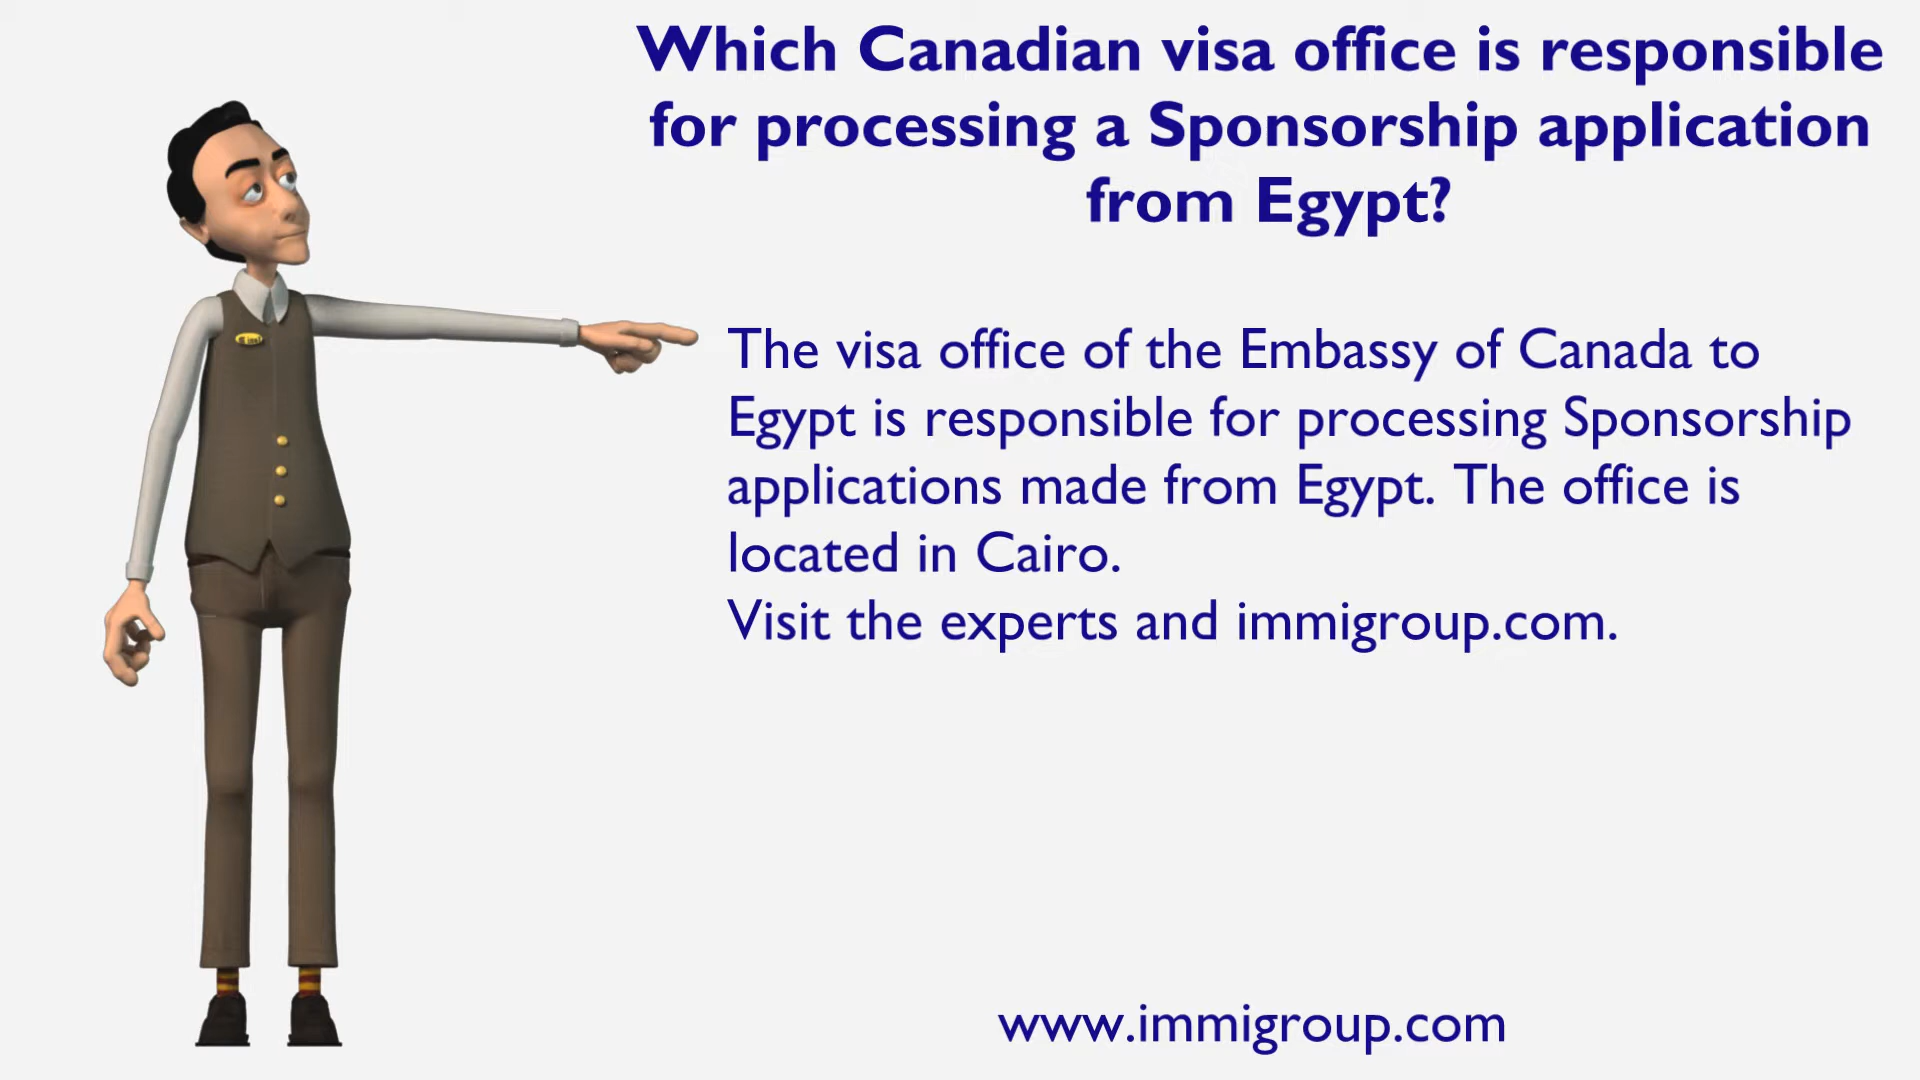 Which Canadian visa office is responsible
for processing a Sponsorship application
from Egypt?
The visa office of the Embassy of Canada to
Egypt is responsible for processing Sponsorship
applications made from Egypt. The office is
located in Cairo.
Visit the experts and immigroup.com.
www.immigroup.com